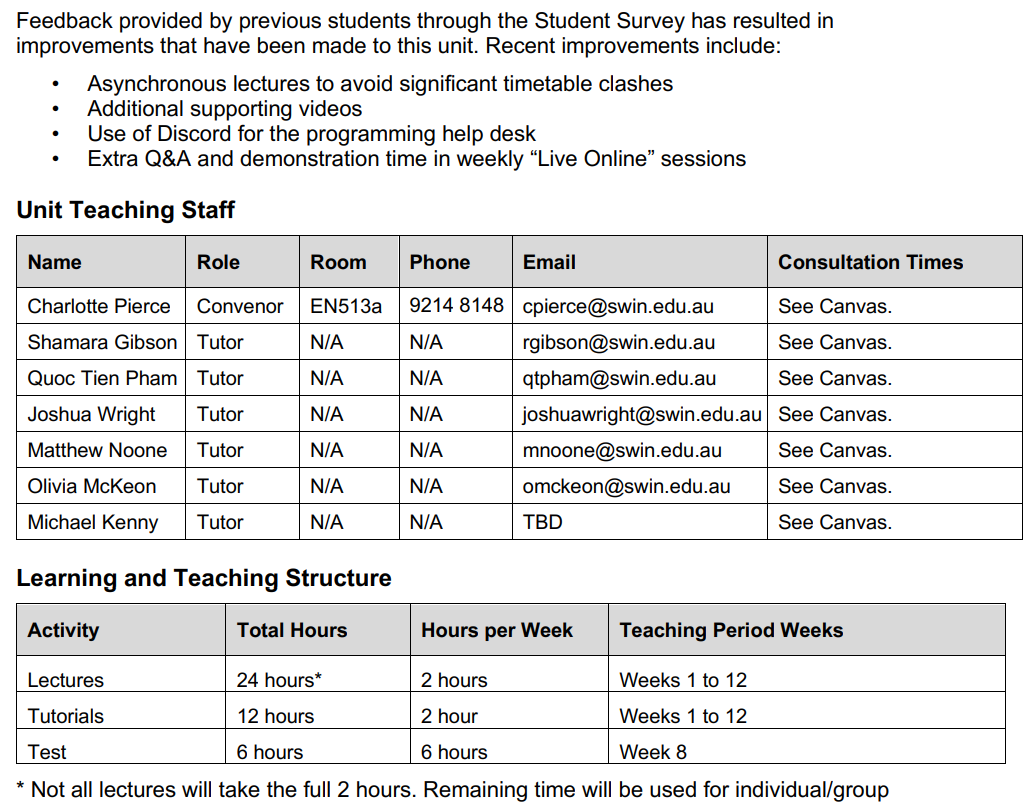 Feedback provided by previous students through the Student Survey has resulted in
improvements that have been made to this unit. Recent improvements include:
• Asynchronous lectures to avoid significant timetable clashes
• Additional supporting videos
• Use of Discord for the programming help desk
• Extra Q&A and demonstration time in weekly “Live Online” sessions
Unit Teaching Staff
Name Role Room Phone Email Consultation Times
Charlotte Pierce Convenor EN513a 9214 8148 cpierce@swin.edu.au See Canvas.
Shamara Gibson Tutor N/A N/A rgibson@swin.edu.au See Canvas.
Quoc Tien Pham Tutor N/A N/A qtpham@swin.edu.au See Canvas.
Joshua Wright Tutor N/A N/A joshuawright@swin.edu.au See Canvas.
Matthew Noone Tutor N/A N/A mnoone@swin.edu.au See Canvas.
Olivia McKeon Tutor N/A N/A omckeon@swin.edu.au See Canvas.
Michael Kenny Tutor N/A N/A TBD See Canvas.
Learning and Teaching Structure
Activity Total Hours Hours per Week Teaching Period Weeks
Lectures 24 hours* 2 hours Weeks 1 to 12
Tutorials 12 hours 2 hour Weeks 1 to 12
Test 6 hours 6 hours Week 8
* Not all lectures will take the full 2 hours. Remaining time will be used for individual/group